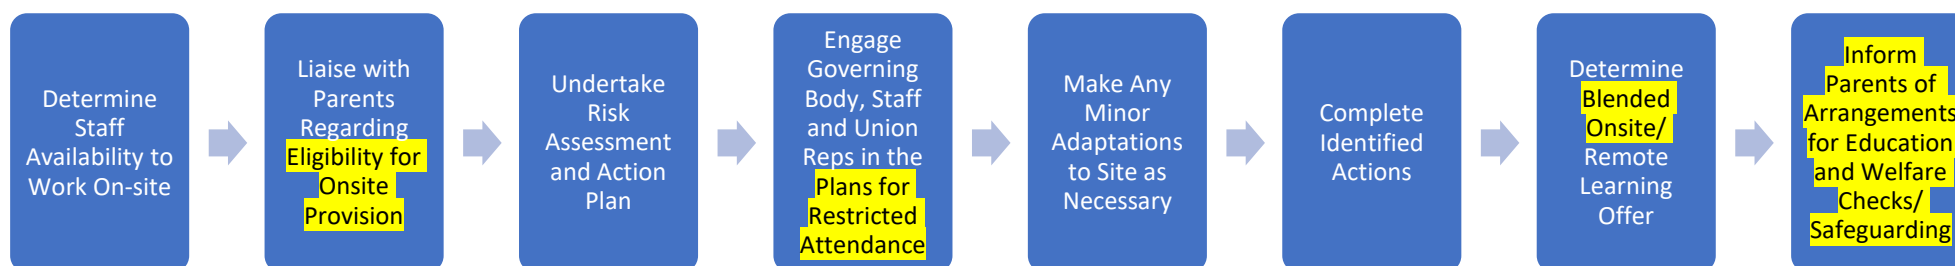 Determine
Staff
Availability to
Work On-site
Liaise with
Parents
Regarding
Eligibility for
Onsite
Provision
Undertake
Risk
Assessment
and Action
Plan
Engage
Governing
Body, Staff
and Union
Reps in the
Plans for
Restricted
Attendance
Make Any
Minor
Adaptations
to Site as
Necessary
Complete
Identified
Actions
Determine
Blended
Onsite/
Remote
Learning
Offer
Inform
Parents of
Arrangements
for Education
and Welfare
Checks/
Safeguarding